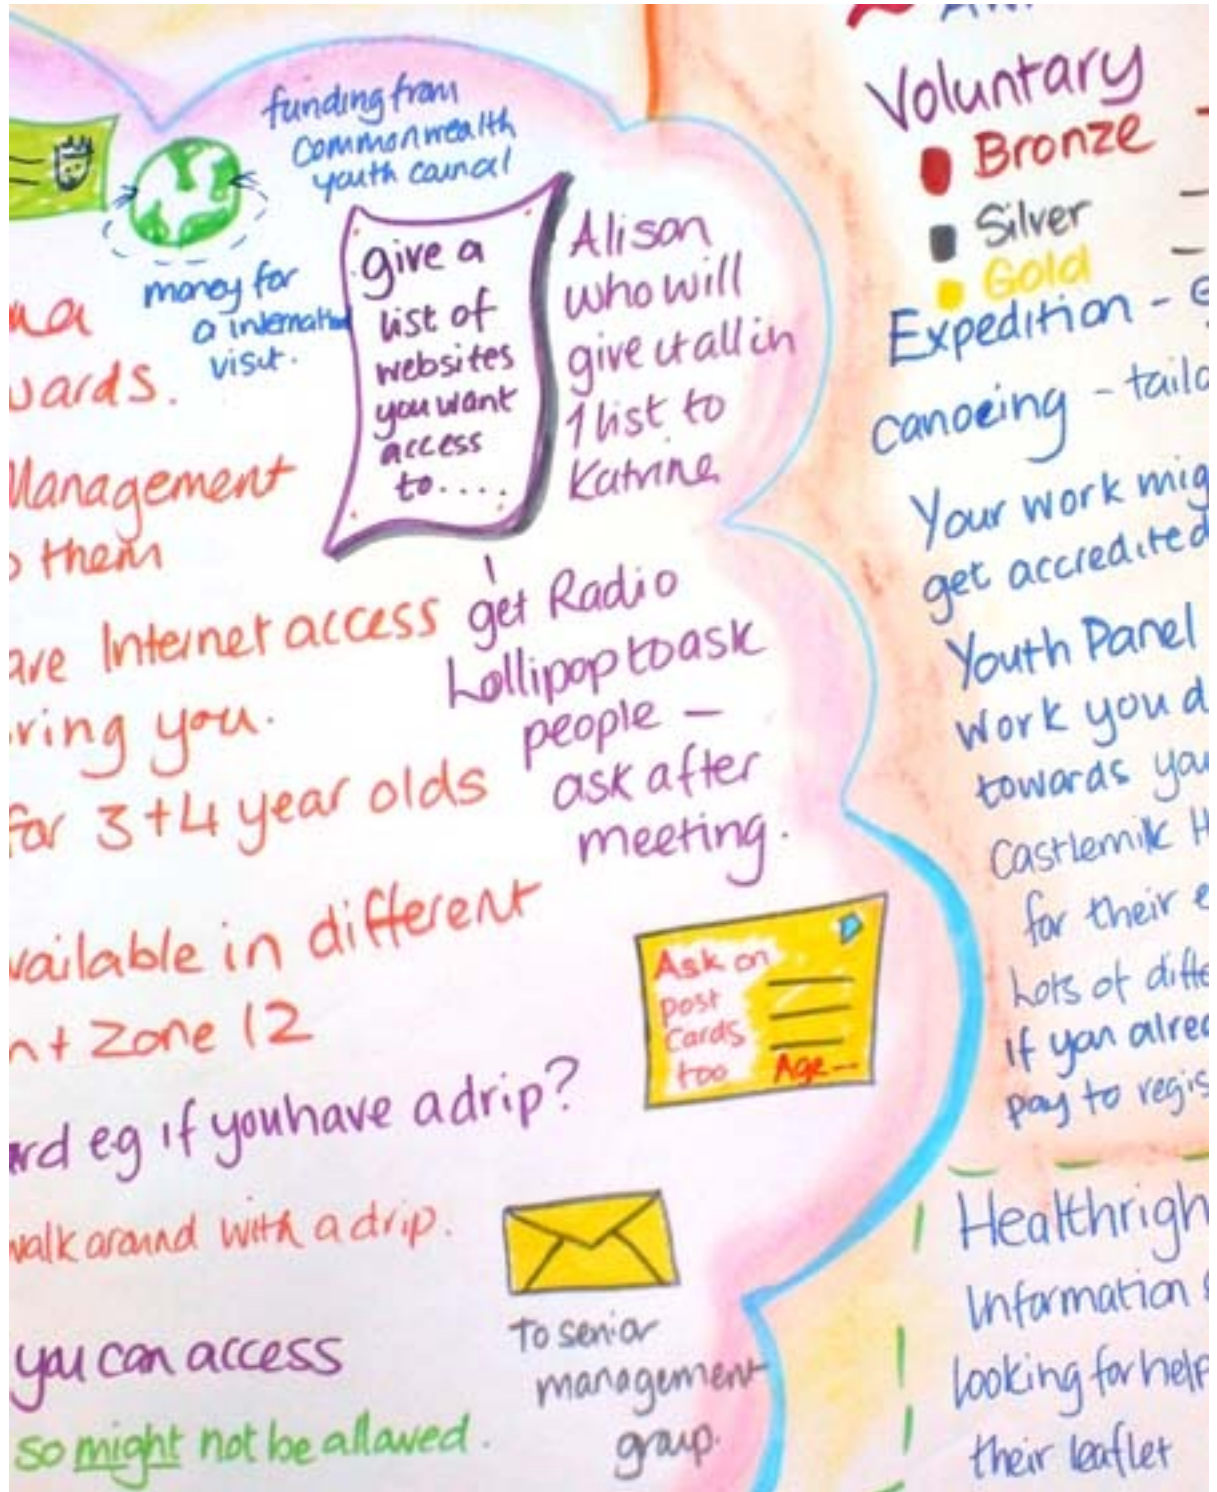 funding from
Commonwealth
youth council
money for
a internation
visit.
give a
list of
websites
you want
access
to....
Alison
who will
give it all in
1 list to
Katrine
get Radio
Lollipop to ask
people —
ask after
meeting.
wards.
Management
them
are Internet access
ring you.
for 3+4 year olds
vailable in different
nt Zone 12
rd eg if you have a drip?
walk around with a drip.
you can access
so might not be allowed.
Ask on
post
Cards
too
Age --
To senior
management
group.
Voluntary
Bronze
Silver
Gold
Expedition -
canoeing - tailo
Your work mig
get accredited
Youth Panel
work you d
towards you
Castlemilk H
for their e
Lots of diffe
if you alrea
pay to regis
Healthrigh
Information
looking for help
their leaflet